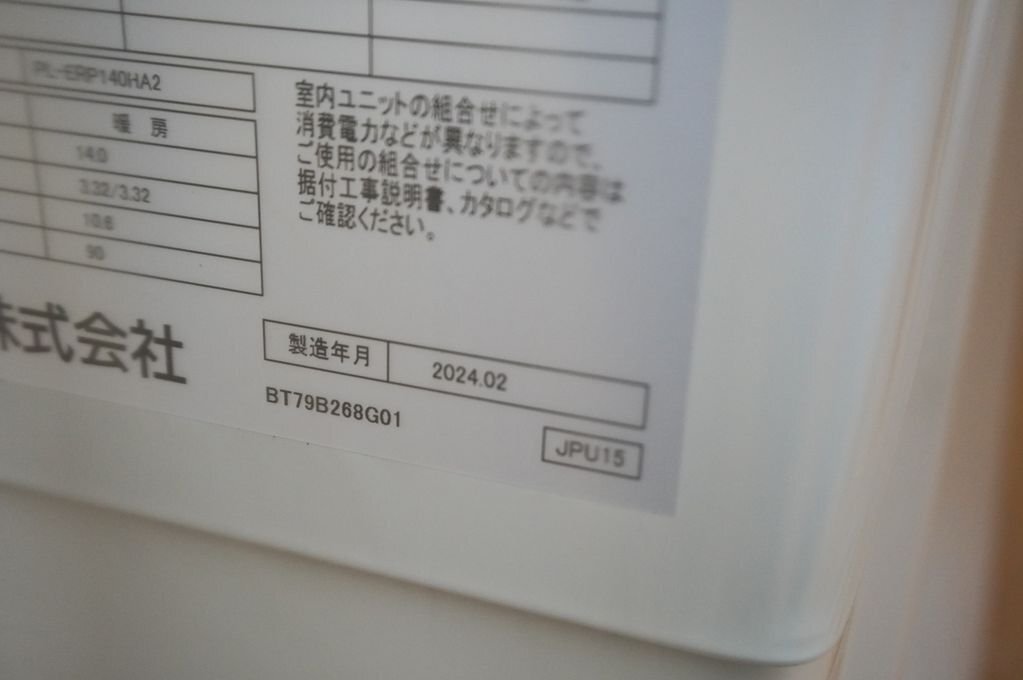 PL-ERP140HA2
暖 房
14.0
3.32/3.32
10.6
90
室内ユニットの組合せによって
消費電力などが異なりますので、
ご使用の組合せについての内容は
据付工事説明書、カタログなどで
ご確認ください。
株式会社
製造年月 2024.02
BT79B268G01
JPU15